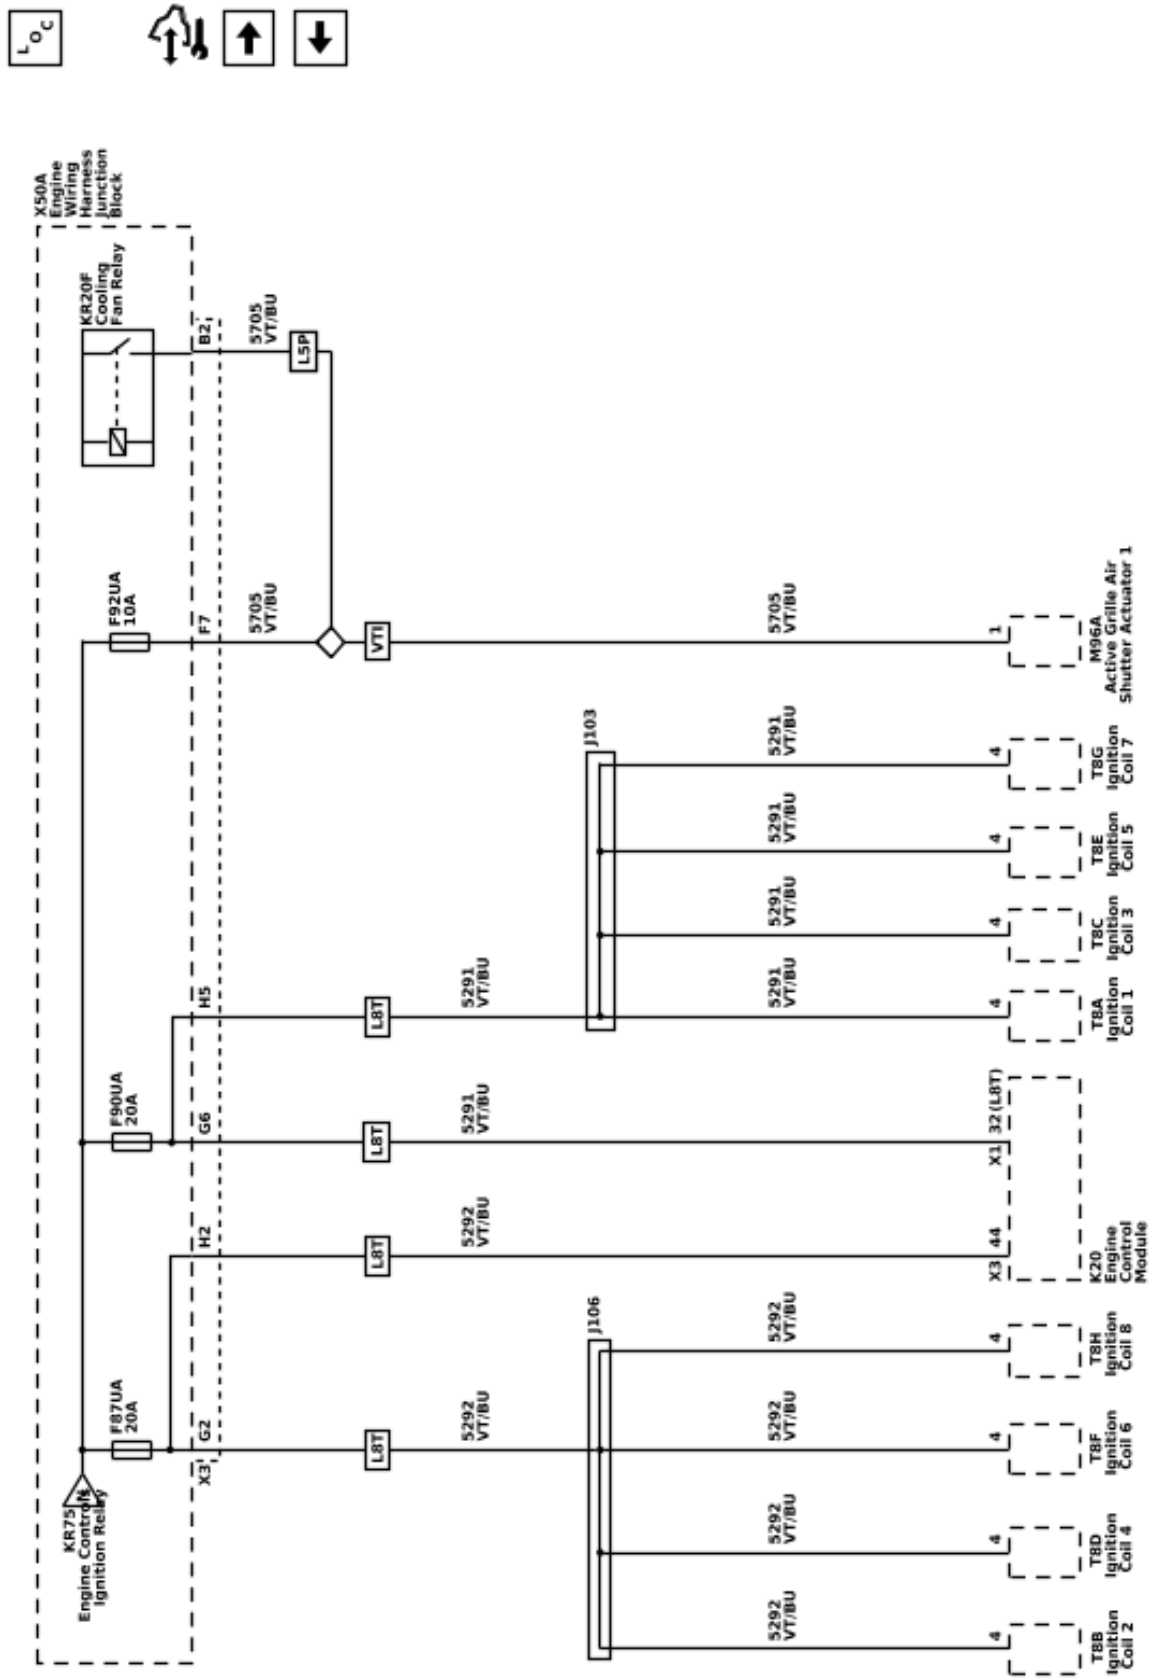 LOC
X50A
Engine
Wiring
Harness
Junction
Block
KR75
Engine Controls
Ignition Relay
F87UA
20A
F90UA
20A
F92UA
10A
KR20F
Cooling
Fan Relay
X3
G2
H2
G6
H5
F7
B2
5705
VT/BU
5705
VT/BU
L8T
L8T
L8T
L8T
VTI
L5P
5292
VT/BU
5292
VT/BU
5291
VT/BU
5291
VT/BU
J106
J103
5292
VT/BU
5292
VT/BU
5292
VT/BU
5292
VT/BU
5291
VT/BU
5291
VT/BU
5291
VT/BU
5291
VT/BU
5705
VT/BU
4
4
4
4
X3 44
X1 32 (L8T)
4
4
4
4
1
T8B
Ignition
Coil 2
T8D
Ignition
Coil 4
T8F
Ignition
Coil 6
T8H
Ignition
Coil 8
K20
Engine
Control
Module
T8A
Ignition
Coil 1
T8C
Ignition
Coil 3
T8E
Ignition
Coil 5
T8G
Ignition
Coil 7
M96A
Active Grille Air
Shutter Actuator 1